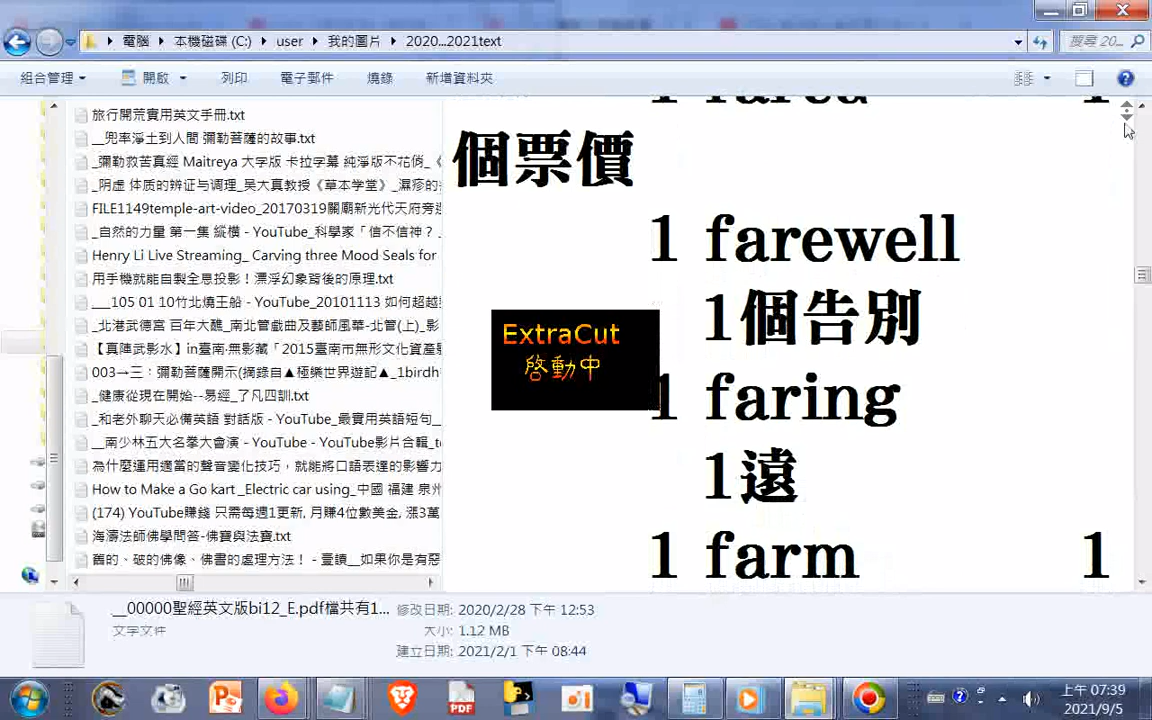 電腦 本機磁碟 (C:) user 我的圖片 2020...2021text
搜尋 20...
組合管理 開啟 列印 電子郵件 燒錄 新增資料夾
旅行開荒實用英文手冊.txt
__兜率淨土到人間 彌勒菩薩的故事.txt
_彌勒救苦真經 Maitreya 大字版 卡拉字幕 純淨版不花俏_《
_阴虚 体质的辨证与调理_吴大真教授《草本学堂》_濕疹的
FILE1149temple-art-video_20170319關廟新光代天府旁邊
_自然的力量 第一集 縱橫 - YouTube_科學家「信不信神？
Henry Li Live Streaming_ Carving three Mood Seals for
用手機就能自製全息投影！漂浮幻象背後的原理.txt
___105 01 10竹北燒王船 - YouTube_20101113 如何超越
_北港武德宮 百年大醮_南北管戲曲及藝師風華-北管(上)_影
【真陣武影水】in臺南·無影藏「2015臺南市無形文化資產
003→三：彌勒菩薩開示(摘錄自▲極樂世界遊記▲_1birdh
_健康從現在開始--易經_了凡四訓.txt
_和老外聊天必備英語 對話版 - YouTube_最實用英語短句_
__南少林五大名拳大會演 - YouTube - YouTube影片合輯_to
為什麼運用適當的聲音變化技巧，就能將口語表達的影響力
How to Make a Go kart _Electric car using_中國 福建 泉州
(174) YouTube賺錢 只需每週1更新, 月賺4位數美金, 漲3萬
海濤法師佛學問答-佛寶與法寶.txt
舊的、破的佛像、佛書的處理方法！ - 壹讀__如果你是有惡
1 fared 1
個票價
1 farewell
1個告別
ExtraCut
啓動中
1 faring
1遠
1 farm 1
__00000聖經英文版bi12_E.pdf檔共有1... 修改日期: 2020/2/28 下午 12:53
文字文件 大小: 1.12 MB
建立日期: 2021/2/1 下午 08:44
上午 07:39
2021/9/5